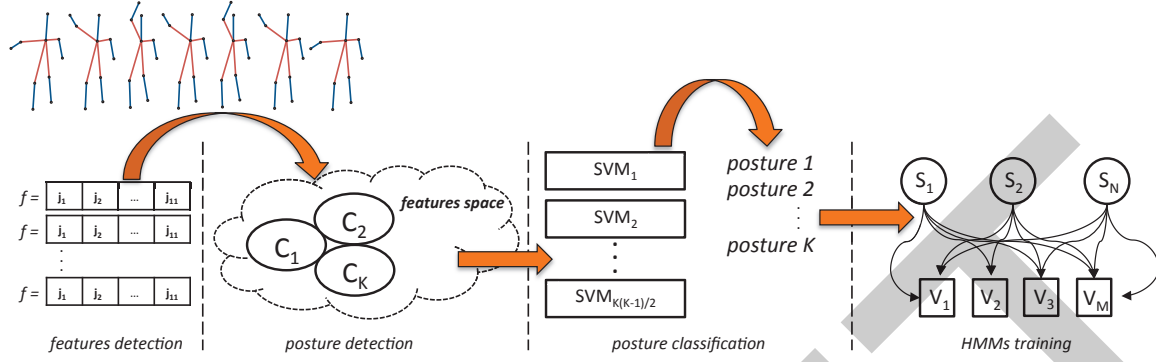 f = j1 j2 ... j11
f = j1 j2 ... j11
f = j1 j2 ... j11
features detection
features space
C1
C2
CK
posture detection
SVM1
SVM2
SVMK(K-1)/2
posture 1
posture 2
posture K
posture classification
S1 S2 SN
V1 V2 V3 VM
HMMs training